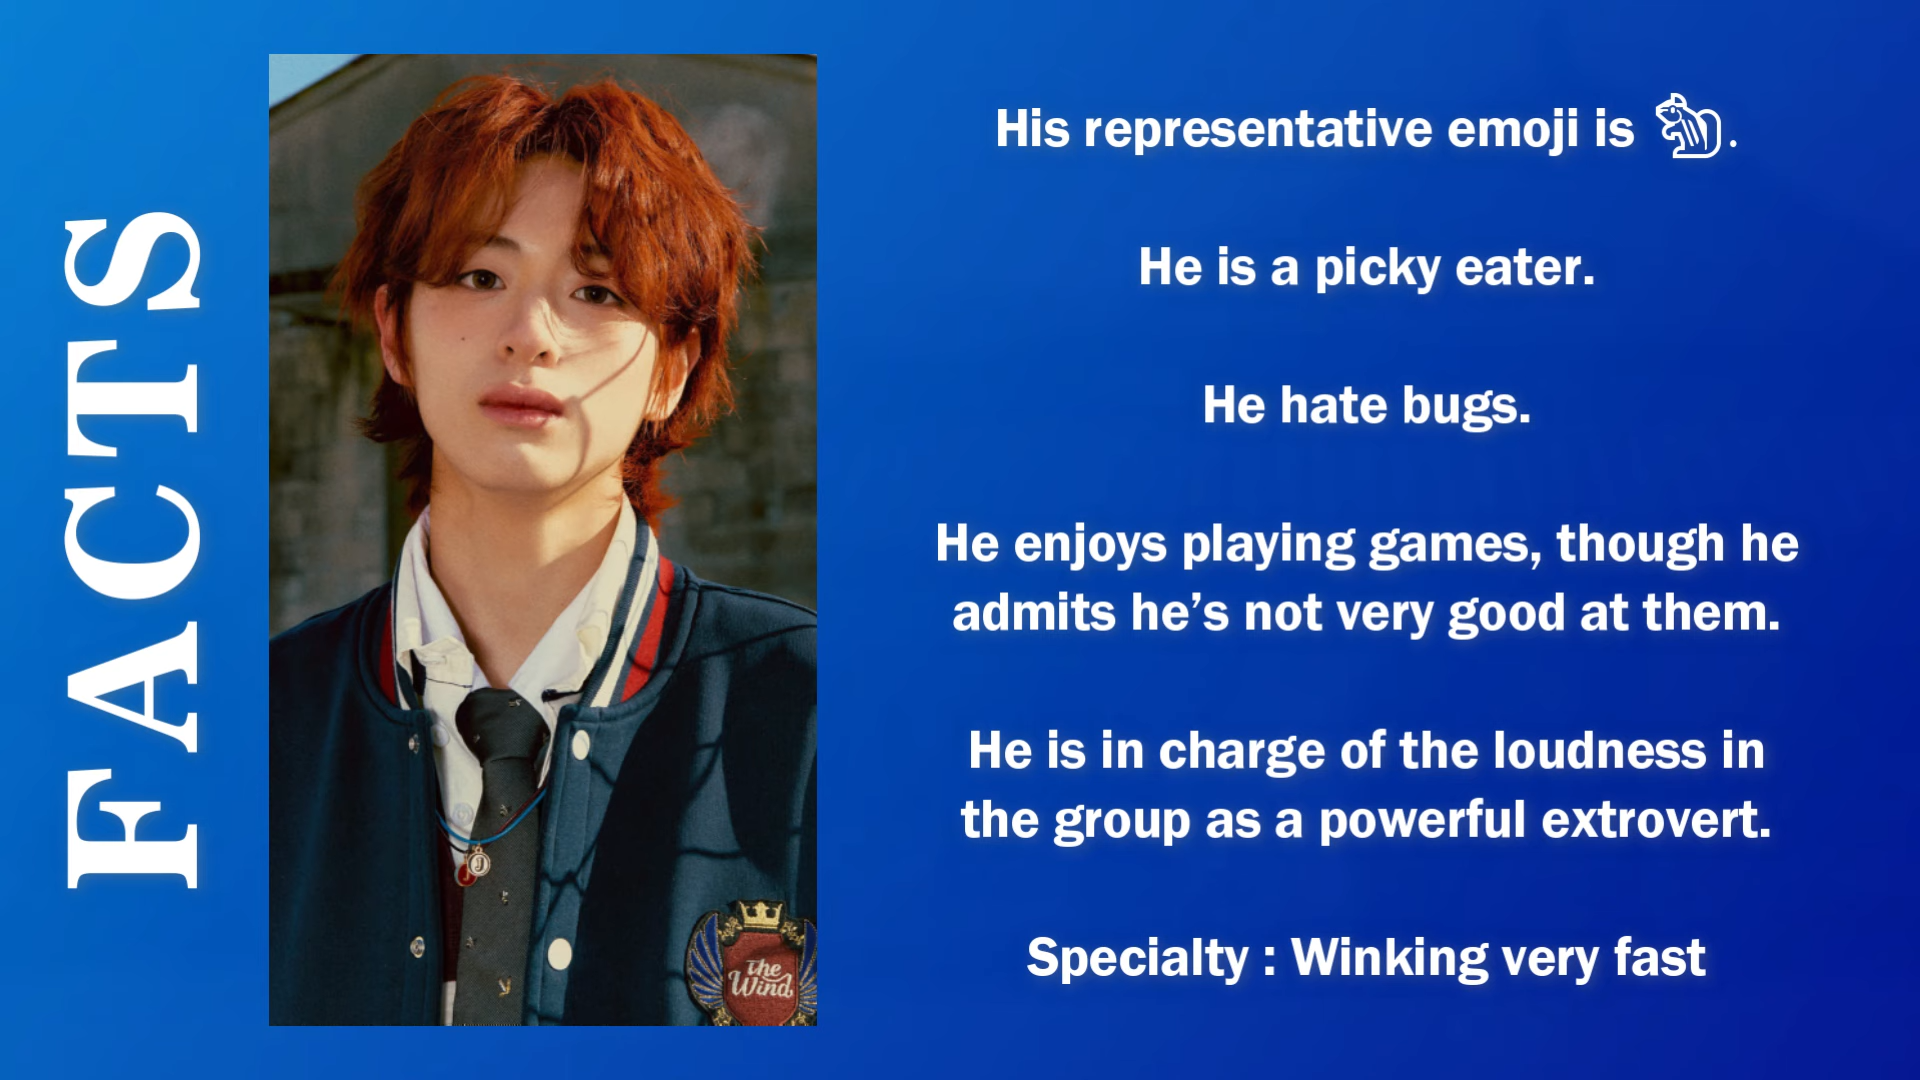 FACTS
His representative emoji is 🐿.
He is a picky eater.
He hate bugs.
He enjoys playing games, though he
admits he’s not very good at them.
He is in charge of the loudness in
the group as a powerful extrovert.
Specialty : Winking very fast
The
Wind